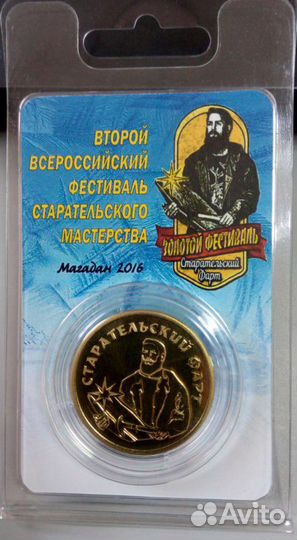 ВТОРОЙ
ВСЕРОССИЙСКИЙ
ФЕСТИВАЛЬ
СТАРАТЕЛЬСКОГО
МАСТЕРСТВА
Магадан 2016
ЗОЛОТОЙ ФЕСТИВАЛЬ
Старательский
Фарт
СТАРАТЕЛЬСКИЙ ФАРТ
Avito